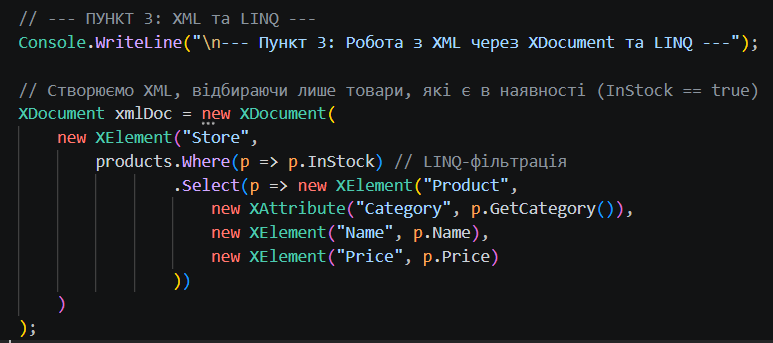 // --- ПУНКТ 3: XML та LINQ ---
Console.WriteLine("\n--- Пункт 3: Робота з XML через XDocument та LINQ ---");
// Створюємо XML, відбираючи лише товари, які є в наявності (InStock == true)
XDocument xmlDoc = new XDocument(
new XElement("Store",
products.Where(p => p.InStock) // LINQ-фільтрація
.Select(p => new XElement("Product",
new XAttribute("Category", p.GetCategory()),
new XElement("Name", p.Name),
new XElement("Price", p.Price)
))
)
);